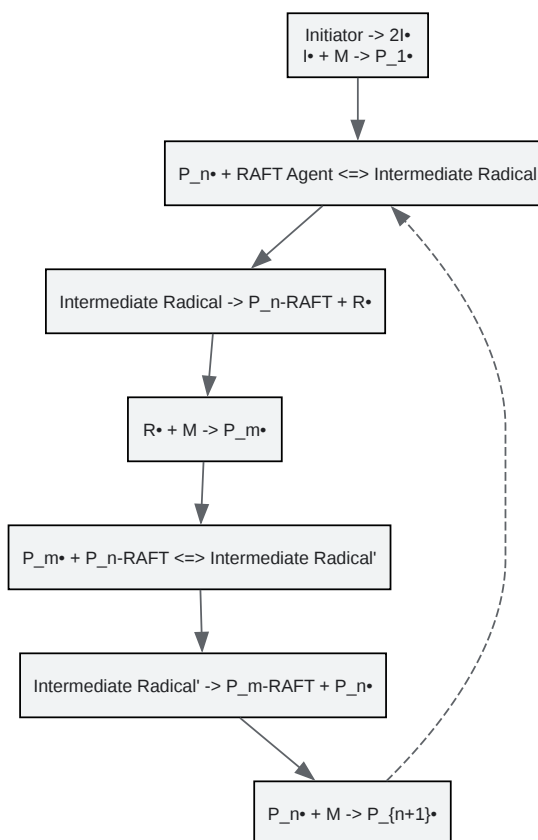 Initiator -> 2I•
I• + M -> P_1•
P_n• + RAFT Agent <=> Intermediate Radical
Intermediate Radical -> P_n-RAFT + R•
R• + M -> P_m•
P_m• + P_n-RAFT <=> Intermediate Radical'
Intermediate Radical' -> P_m-RAFT + P_n•
P_n• + M -> P_{n+1}•